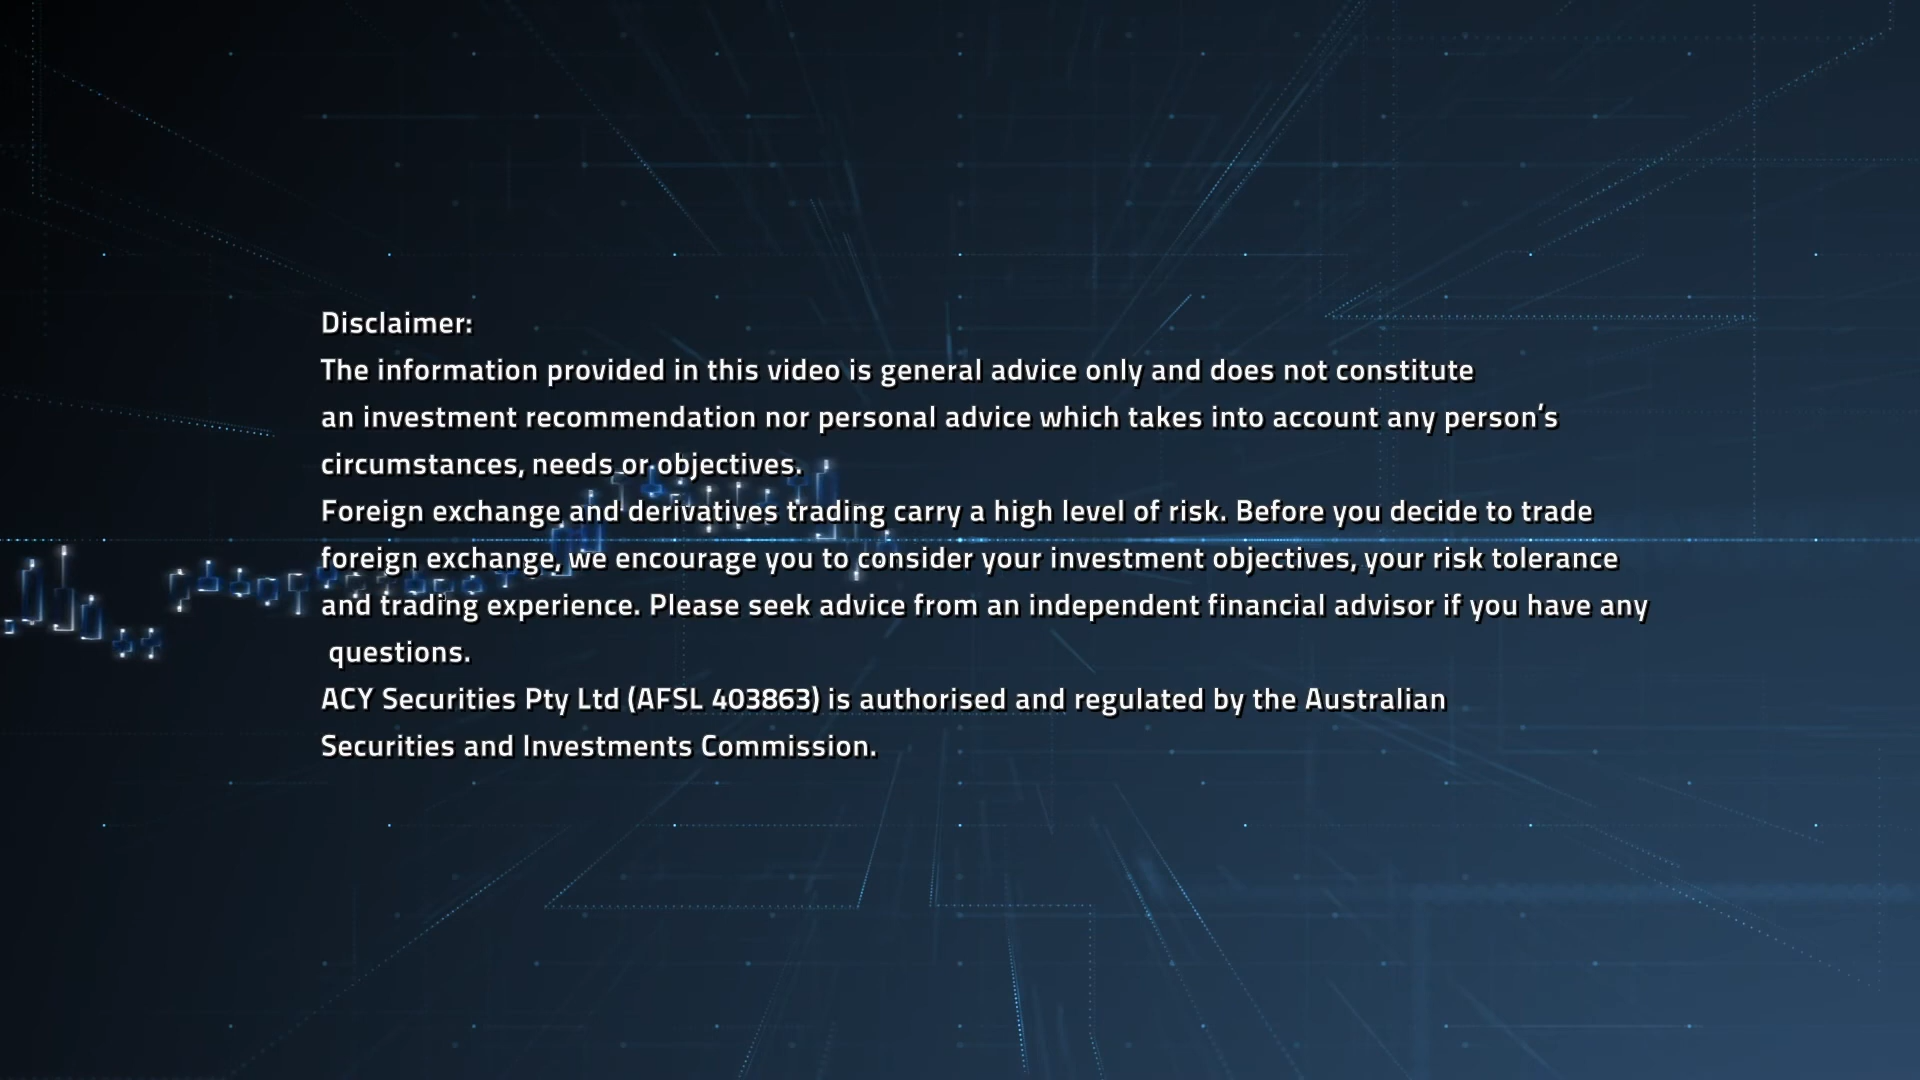 Disclaimer:
The information provided in this video is general advice only and does not constitute
an investment recommendation nor personal advice which takes into account any person's
circumstances, needs or objectives.
Foreign exchange and derivatives trading carry a high level of risk. Before you decide to trade
foreign exchange, we encourage you to consider your investment objectives, your risk tolerance
and trading experience. Please seek advice from an independent financial advisor if you have any
questions.
ACY Securities Pty Ltd (AFSL 403863) is authorised and regulated by the Australian
Securities and Investments Commission.